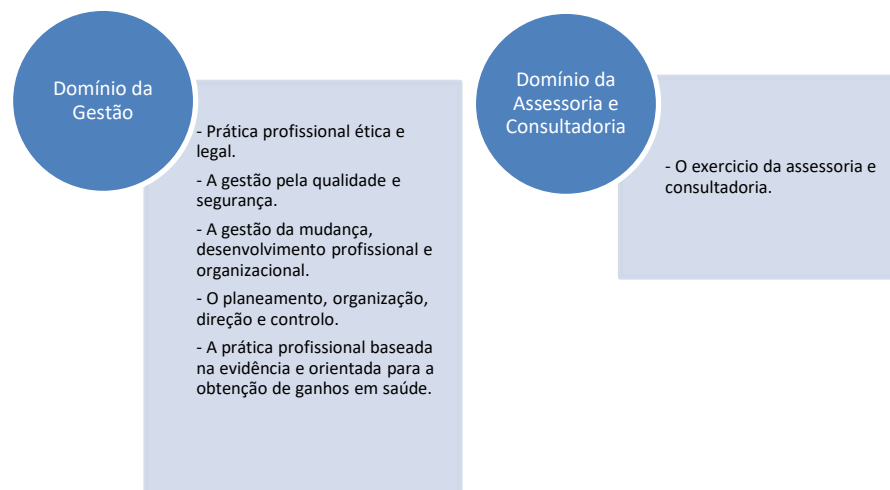 Domínio da
Gestão
- Prática profissional ética e
legal.
- A gestão pela qualidade e
segurança.
- A gestão da mudança,
desenvolvimento profissional e
organizacional.
- O planeamento, organização,
direção e controlo.
- A prática profissional baseada
na evidência e orientada para a
obtenção de ganhos em saúde.
Domínio da
Assessoria e
Consultadoria
- O exercicio da assessoria e
consultadoria.